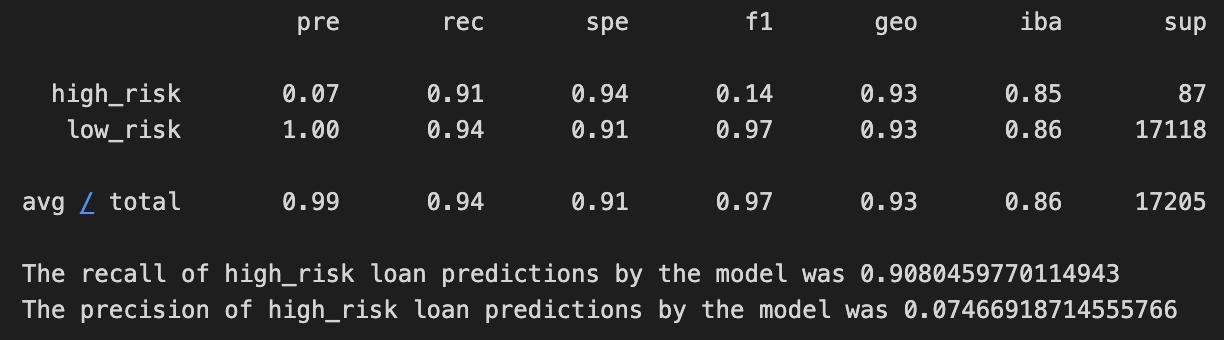 pre rec spe f1 geo iba sup
high_risk 0.07 0.91 0.94 0.14 0.93 0.85 87
low_risk 1.00 0.94 0.91 0.97 0.93 0.86 17118
avg / total 0.99 0.94 0.91 0.97 0.93 0.86 17205
The recall of high_risk loan predictions by the model was 0.9080459770114943
The precision of high_risk loan predictions by the model was 0.07466918714555766